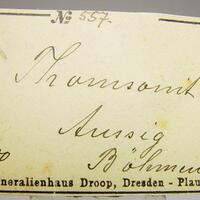 No 557.
Thomsonit
Aussig
Böhmen
neralienhaus Droop, Dresden - Plau